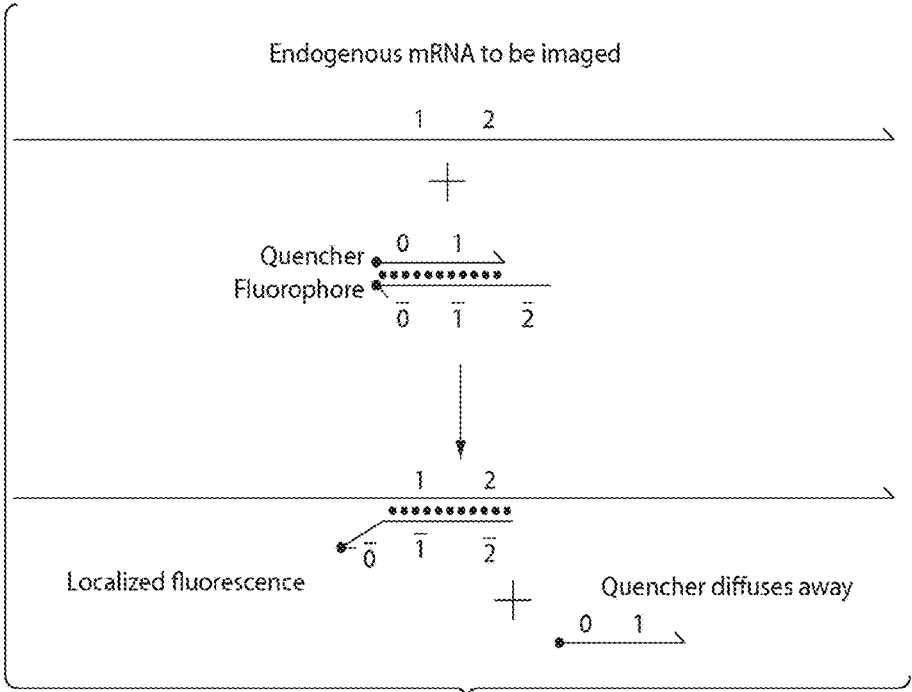 Endogenous mRNA to be imaged
1 2
Quencher 0 1
Fluorophore
0̅ 1̅ 2̅
1 2
0̅ 1̅ 2̅
Localized fluorescence
Quencher diffuses away
0 1